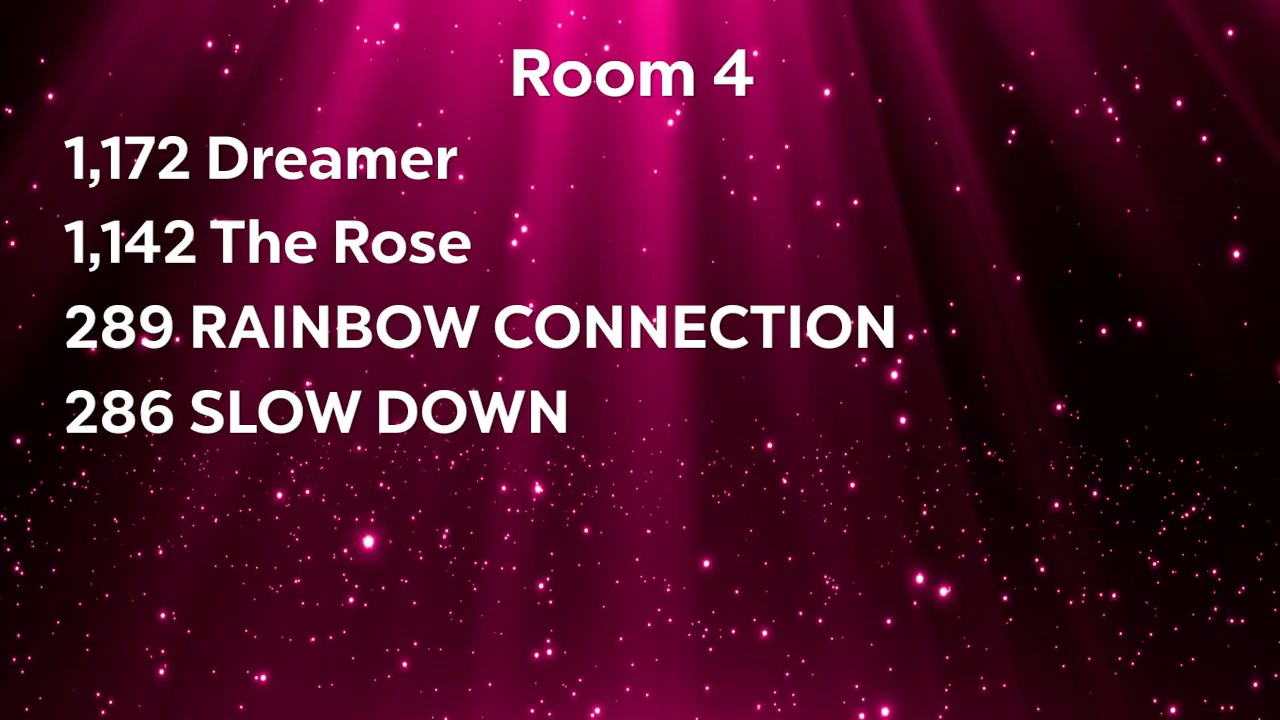 Room 4
1,172 Dreamer
1,142 The Rose
289 RAINBOW CONNECTION
286 SLOW DOWN